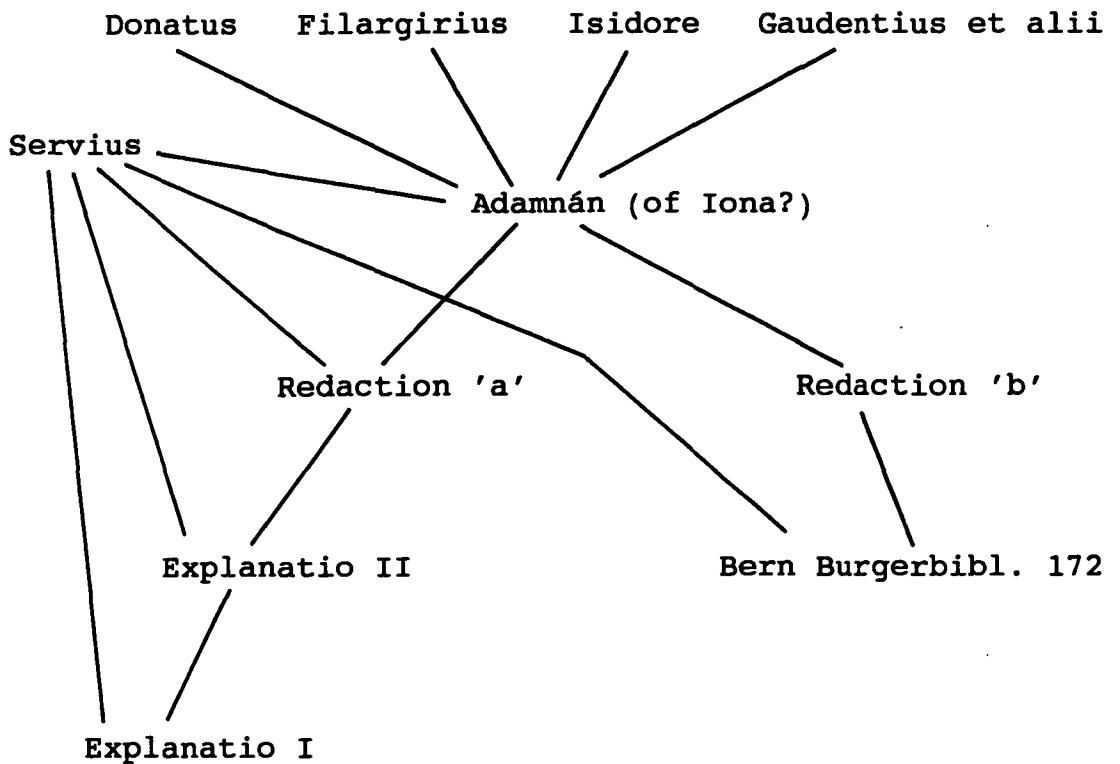 Donatus Filargirius Isidore Gaudentius et alii
Servius
Adamnán (of Iona?)
Redaction 'a' Redaction 'b'
Explanatio II Bern Burgerbibl. 172
Explanatio I